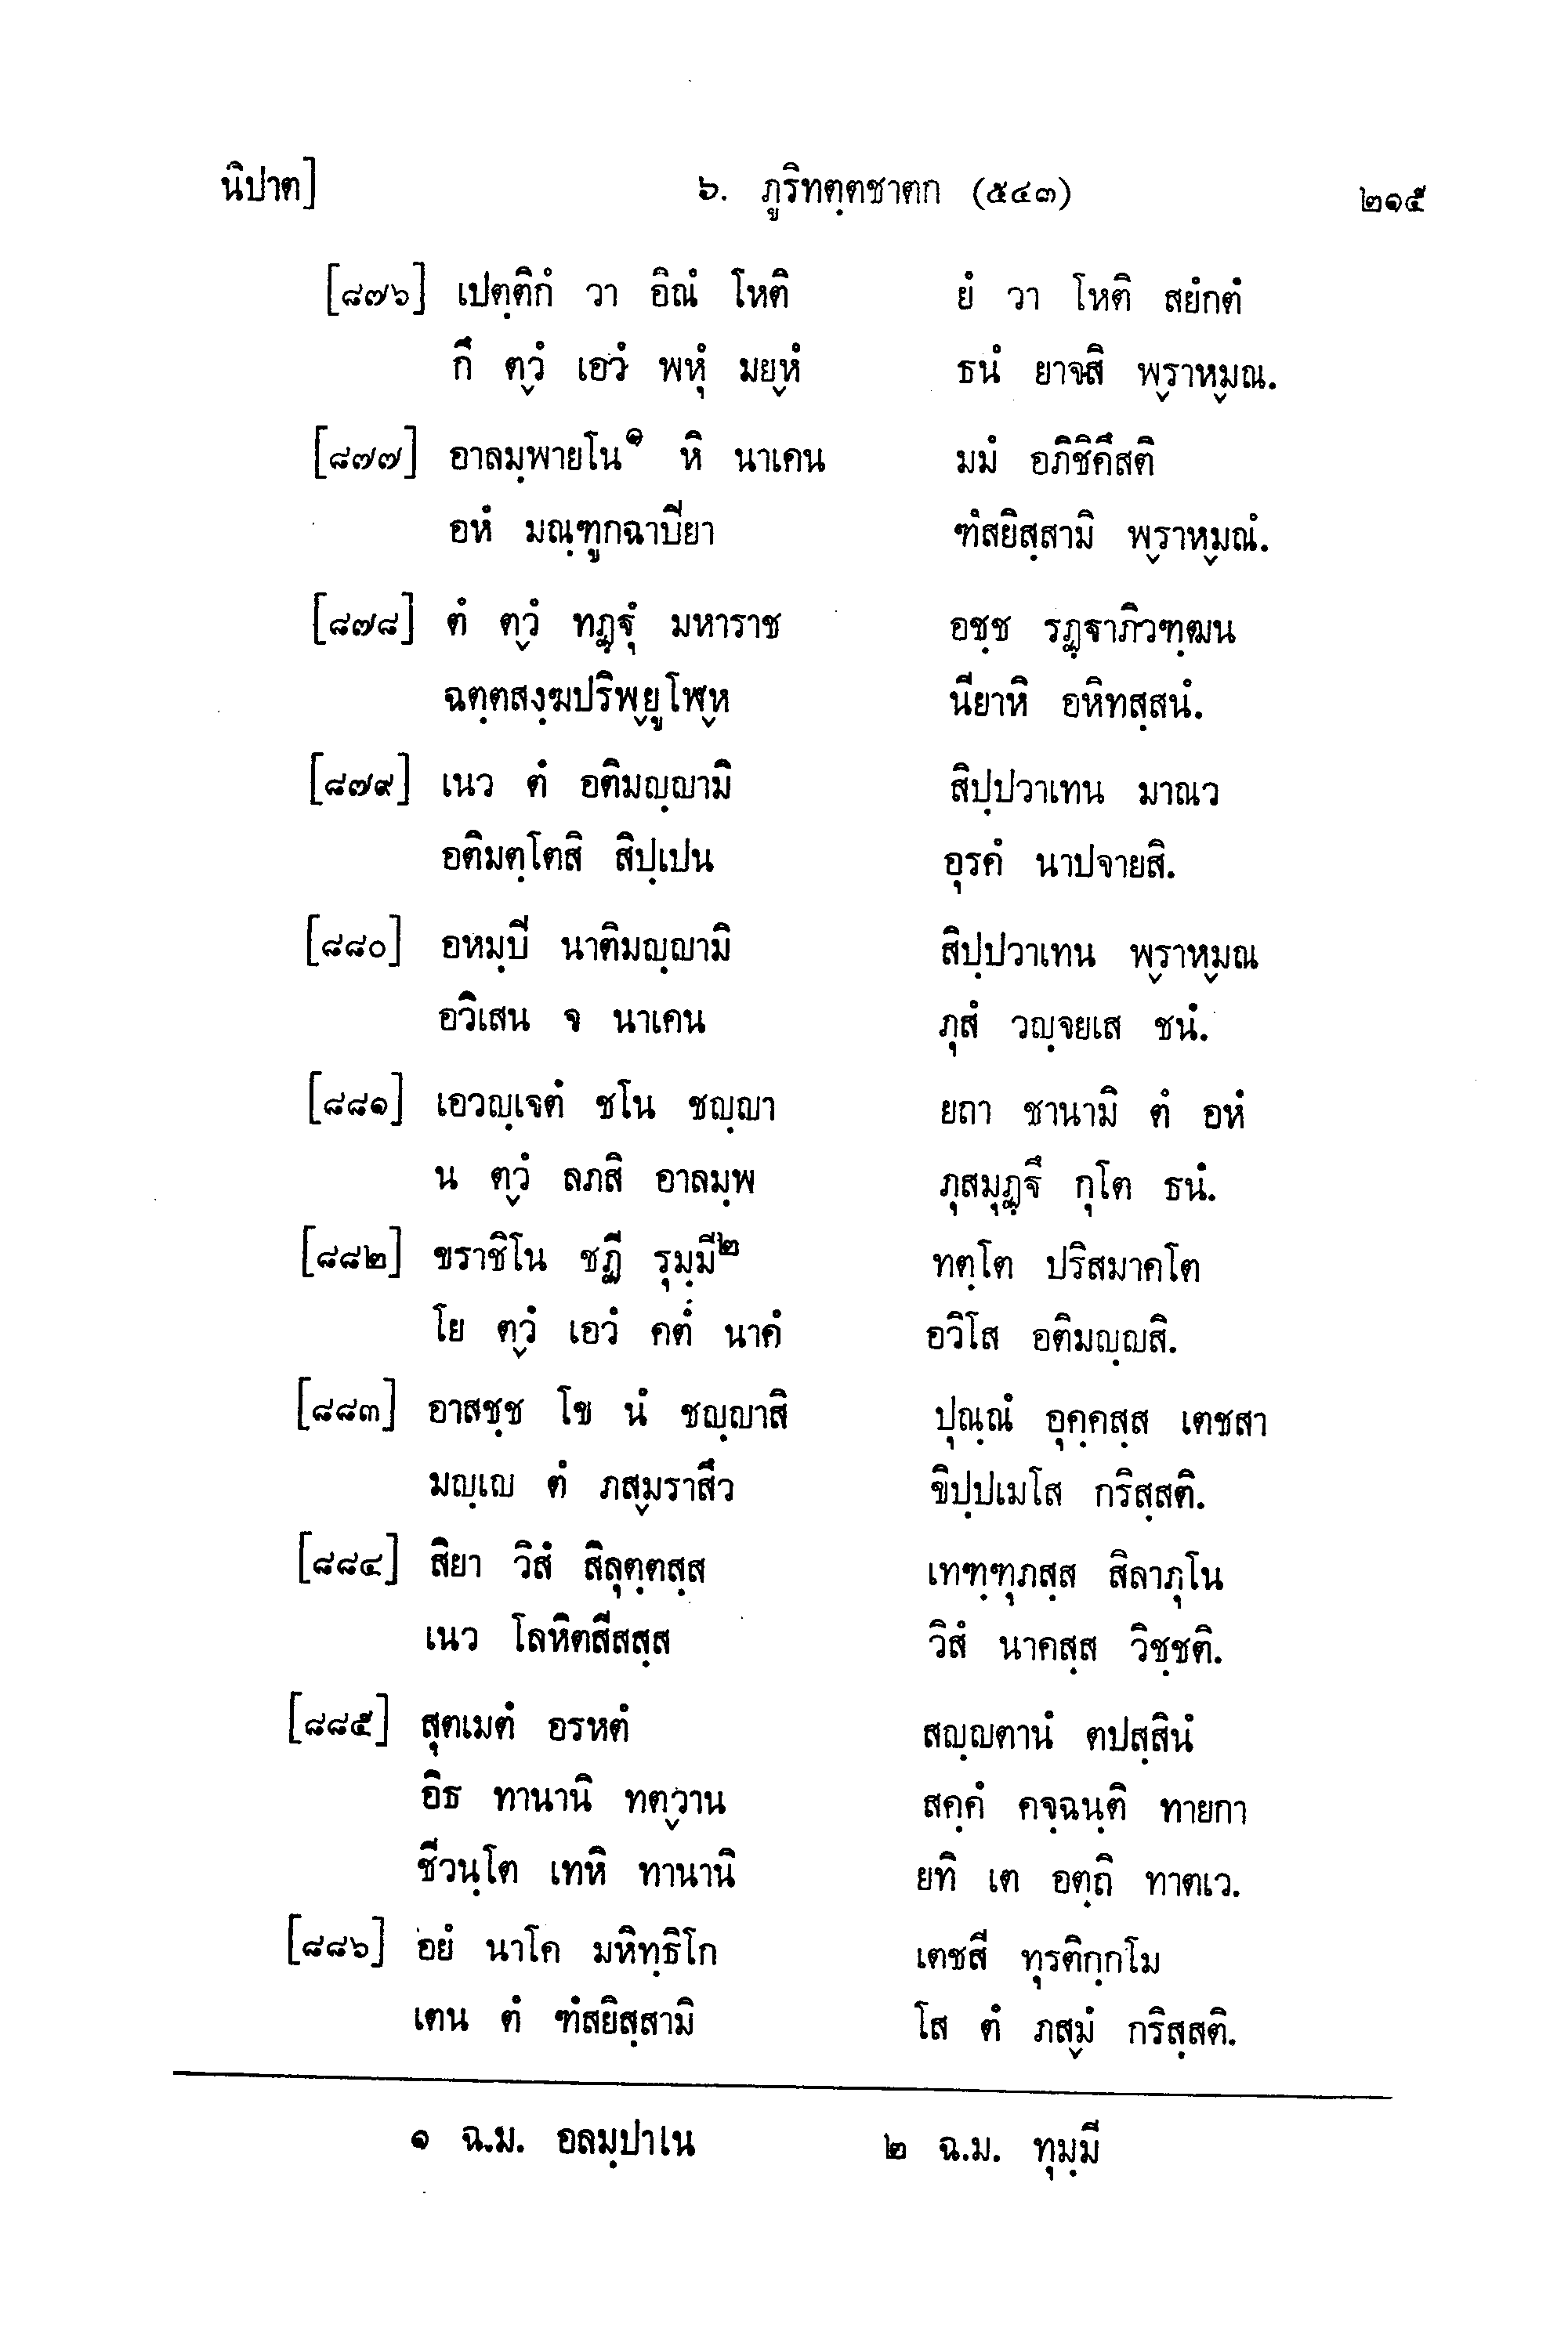 นิปาต] ๖. ภูริทตฺตชาตก (๕๔๓) ๒๑๕
[๘๗๖] เปตฺติกํ วา อิณํ โหติ ยํ วา โหติ สยํกตํ
กึ ตฺวํ เอวํ พหุํ มยฺหํ ธนํ ยาจสิ พฺราหฺมณ.
[๘๗๗] อาลมฺพายโน๑ หิ นาเคน มมํ อภิชิคึสติ
อหํ มณฺฑูกฉาปิยา ฑํสยิสฺสามิ พฺราหฺมณํ.
[๘๗๘] ตํ ตฺวํ ทฏฺฐุํ มหาราช อชฺช รฏฺฐาภิวฑฺฒน
ฉตฺตสงฺฆปริพฺยูโฬฺห นียาหิ อหิทสฺสนํ.
[๘๗๙] เนว ตํ อติมญฺญามิ สิปฺปวาเทน มาณว
อติมตฺโตสิ สิปฺเปน อุรคํ นาปจายสิ.
[๘๘๐] อหมฺปิ นาติมญฺญามิ สิปฺปวาเทน พฺราหฺมณ
อวิเสน จ นาเคน ภุสํ วญฺจยเส ชนํ.
[๘๘๑] เอวญฺเจตํ ชโน ชญฺญา ยถา ชานามิ ตํ อหํ
น ตฺวํ ลภสิ อาลมฺพ ภุสมุฏฺฐึ กุโต ธนํ.
[๘๘๒] ขราชิโน ชฏี รุมฺมี๒ ทตฺโต ปริสมาคโต
โย ตฺวํ เอวํ คตํ นาคํ อวิโส อติมญฺญสิ.
[๘๘๓] อาสชฺช โข นํ ชญฺญาสิ ปุณฺณํ อุคฺคสฺส เตชสา
มญฺเญ ตํ ภสฺมราสึว ขิปฺปเมโส กริสฺสติ.
[๘๘๔] สิยา วิสํ สิลุตฺตสฺส เทฑฺฑุภสฺส สิลาภุโน
เนว โลหิตสีสสฺส วิสํ นาคสฺส วิชฺชติ.
[๘๘๕] สุตเมตํ อรหตํ สญฺญตานํ ตปสฺสินํ
อิธ ทานานิ ทตฺวาน สคฺคํ คจฺฉนฺติ ทายกา
ชีวนฺโต เทหิ ทานานิ ยทิ เต อตฺถิ ทาตเว.
[๘๘๖] อยํ นาโค มหิทฺธิโก เตชสี ทุรติกฺกโม
เตน ตํ ฑํสยิสฺสามิ โส ตํ ภสฺมํ กริสฺสติ.
๑ ฉ.ม. อลมฺปาเน ๒ ฉ.ม. ทุมฺมี